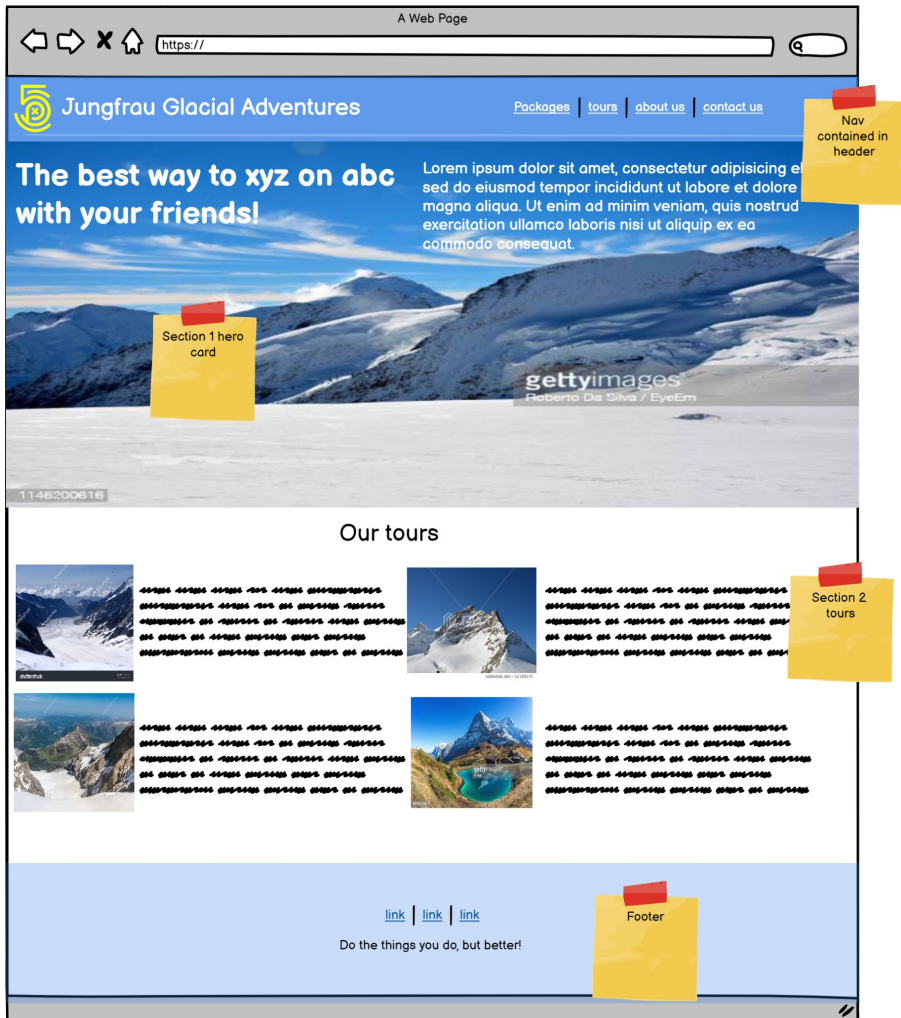 A Web Page
https://
Jungfrau Glacial Adventures
Packages | tours | about us | contact us
Nav
contained in
header
The best way to xyz on abc
with your friends!
Lorem ipsum dolor sit amet, consectetur adipisicing
sed do eiusmod tempor incididunt ut labore et dolore
magna aliqua. Ut enim ad minim veniam, quis nostrud
exercitation ullamco laboris nisi ut aliquip ex ea
commodo consequat.
Section 1 hero
card
gettyimages
Roberto Da Silva / EyeEm
1146200616
Our tours
Section 2
tours
shutterstock
link | link | link
Do the things you do, but better!
Footer